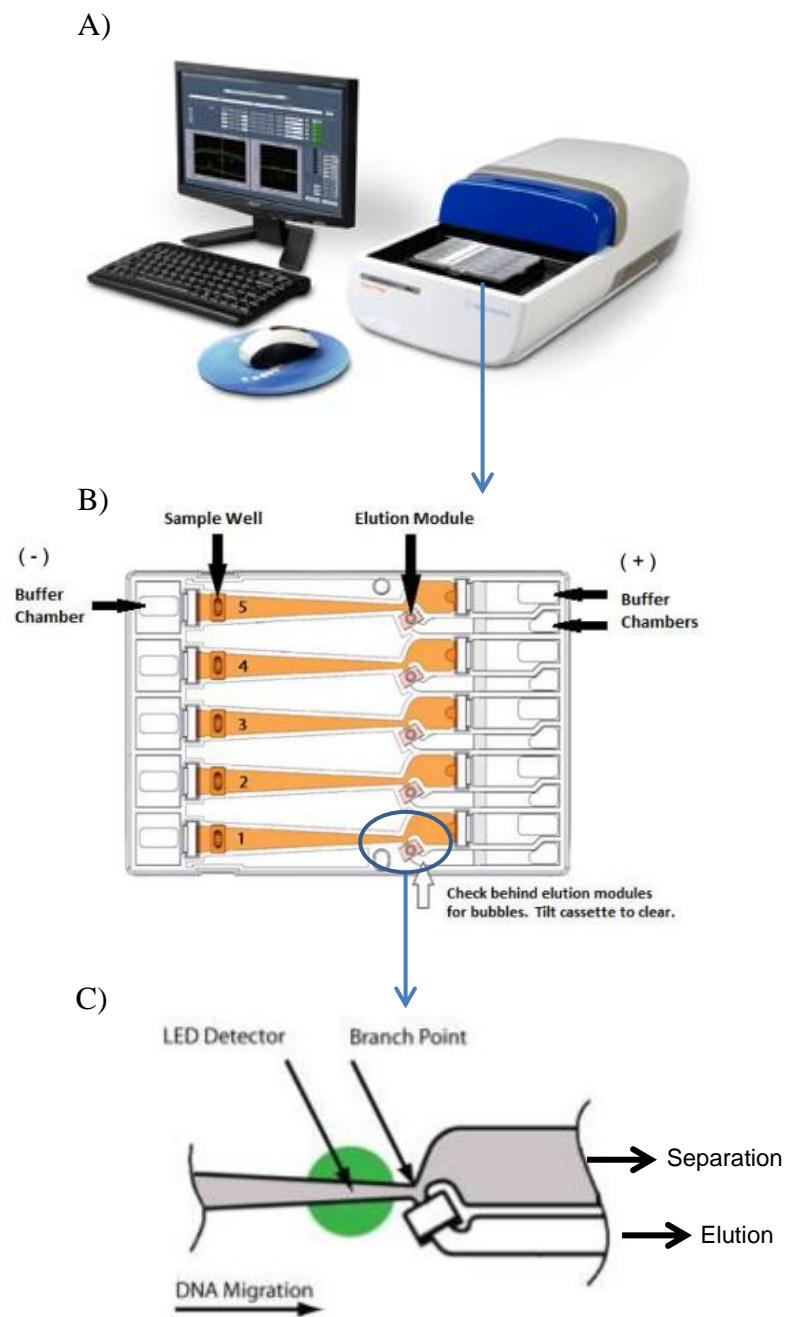 A)
B)
Sample Well
Elution Module
( - )
( + )
Buffer
Chamber
Buffer
Chambers
5
4
3
2
1
Check behind elution modules
for bubbles. Tilt cassette to clear.
C)
LED Detector
Branch Point
Separation
Elution
DNA Migration